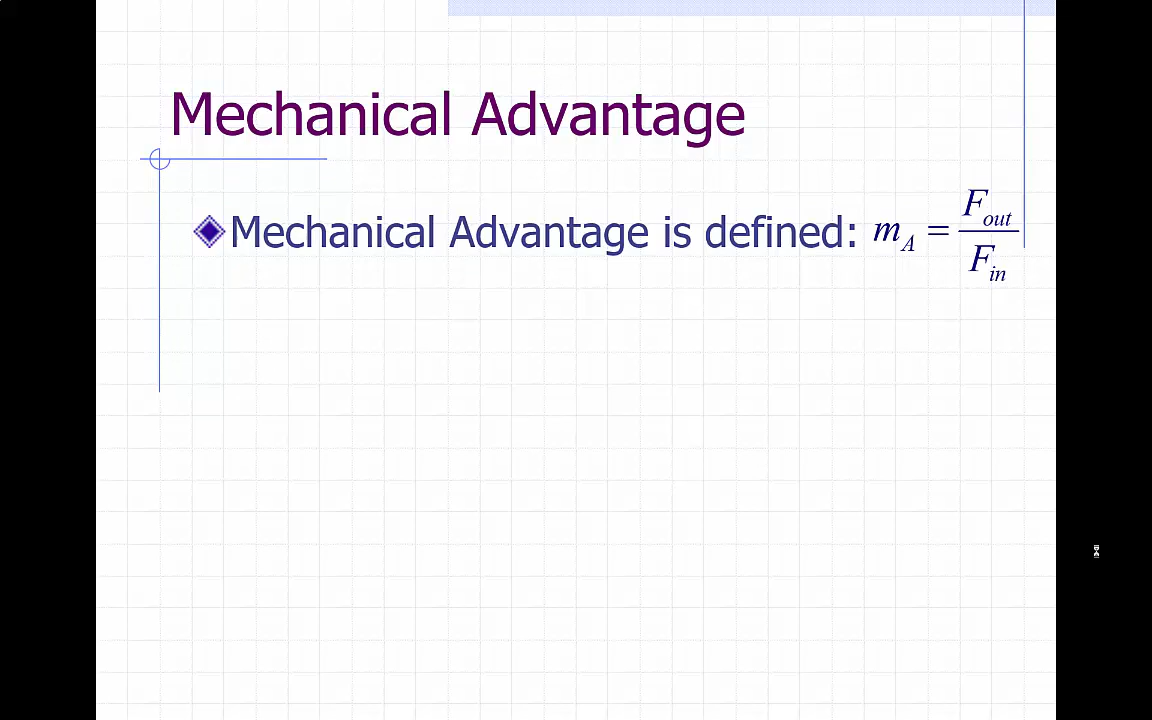 Mechanical Advantage
Mechanical Advantage is defined: m_A = F_out / F_in